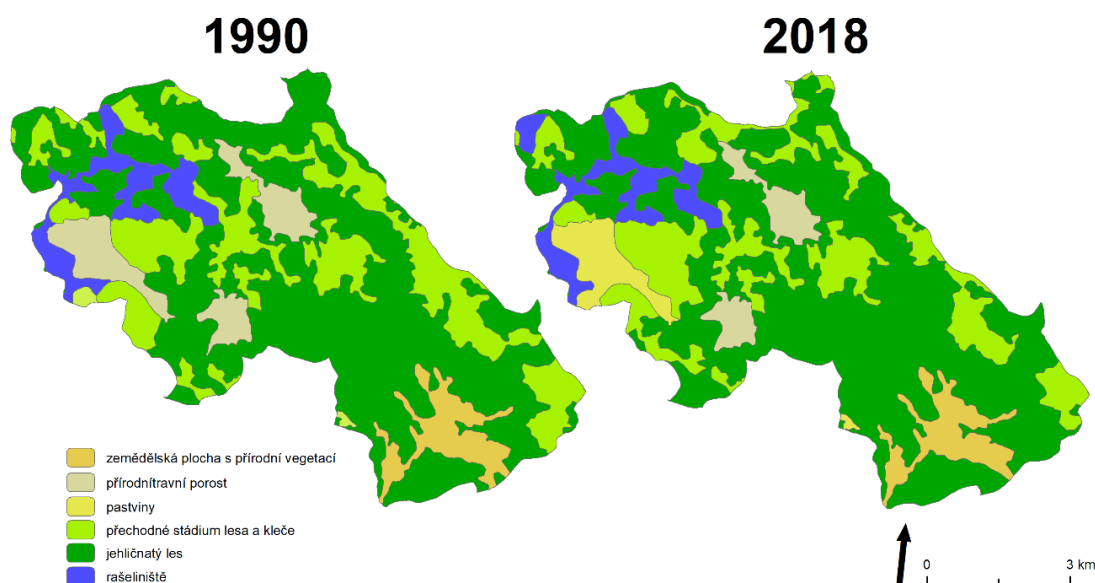 1990
2018
zemědělská plocha s přírodní vegetací
přírodnítravní porost
pastviny
přechodné stádium lesa a kleče
jehličnatý les
rašeliniště
0
3 km